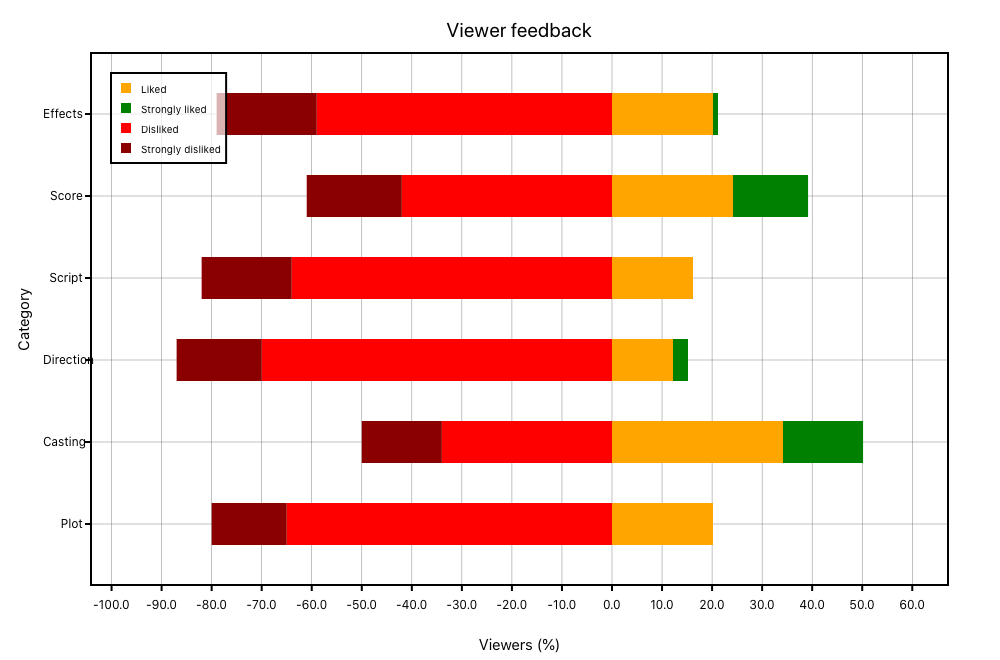 Viewer feedback
Liked
Strongly liked
Disliked
Strongly disliked
Effects
Score
Script
Direction
Casting
Plot
Category
-100.0 -90.0 -80.0 -70.0 -60.0 -50.0 -40.0 -30.0 -20.0 -10.0 0.0 10.0 20.0 30.0 40.0 50.0 60.0
Viewers (%)